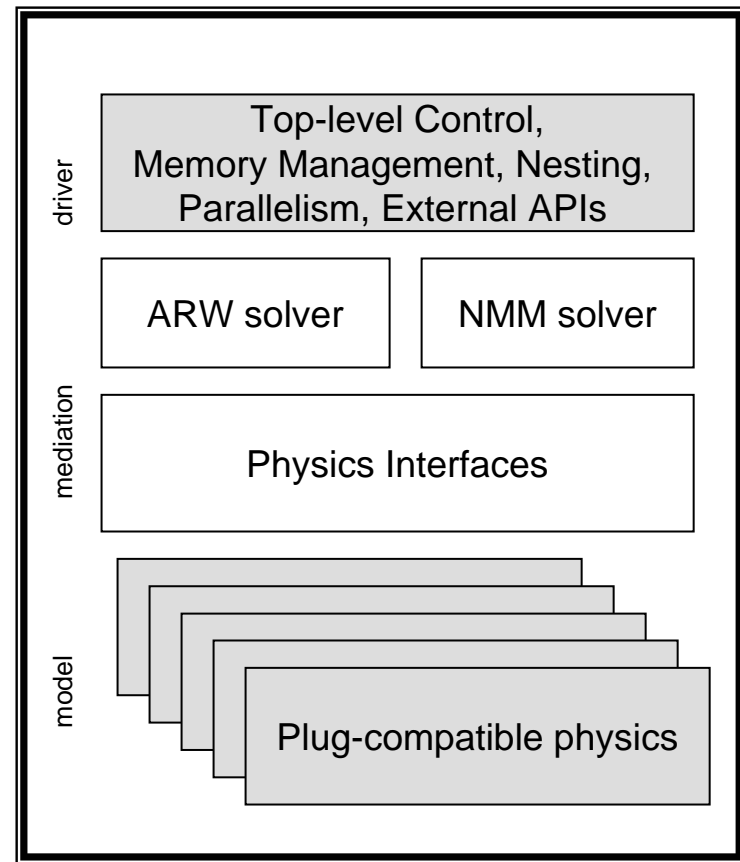 driver
Top-level Control,
Memory Management, Nesting,
Parallelism, External APIs
ARW solver
NMM solver
mediation
Physics Interfaces
model
Plug-compatible physics